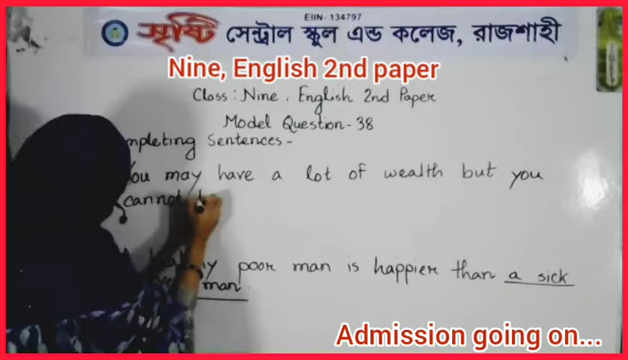 EIIN- 134797
সৃষ্টি সেন্ট্রাল স্কুল এন্ড কলেজ, রাজশাহী
Nine, English 2nd paper
Class: Nine. English 2nd Paper
Model Question-38
mpleting Sentences-
You may have a lot of wealth but you
cannot
poor man is happier than a sick
man.
Admission going on...